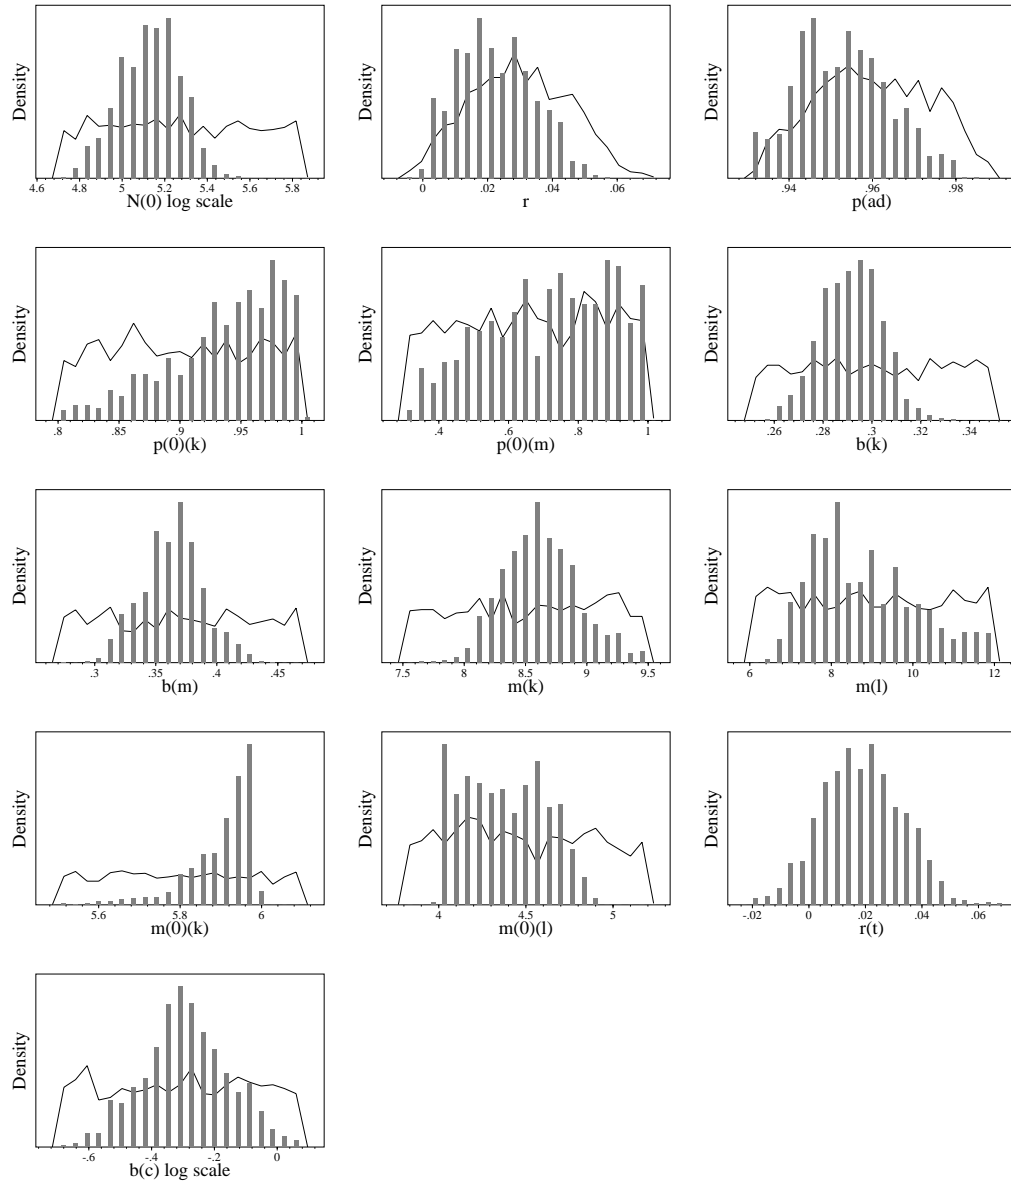 Density
4.6 4.8 5 5.2 5.4 5.6 5.8
N(0) log scale
Density
0 .02 .04 .06
r
Density
.94 .96 .98
p(ad)
Density
.8 .85 .9 .95 1
p(0)(k)
Density
.4 .6 .8 1
p(0)(m)
Density
.26 .28 .3 .32 .34
b(k)
Density
.3 .35 .4 .45
b(m)
Density
7.5 8 8.5 9 9.5
m(k)
Density
6 8 10 12
m(l)
Density
5.6 5.8 6
m(0)(k)
Density
4 4.5 5
m(0)(l)
Density
-.02 0 .02 .04 .06
r(t)
Density
-.6 -.4 -.2 0
b(c) log scale